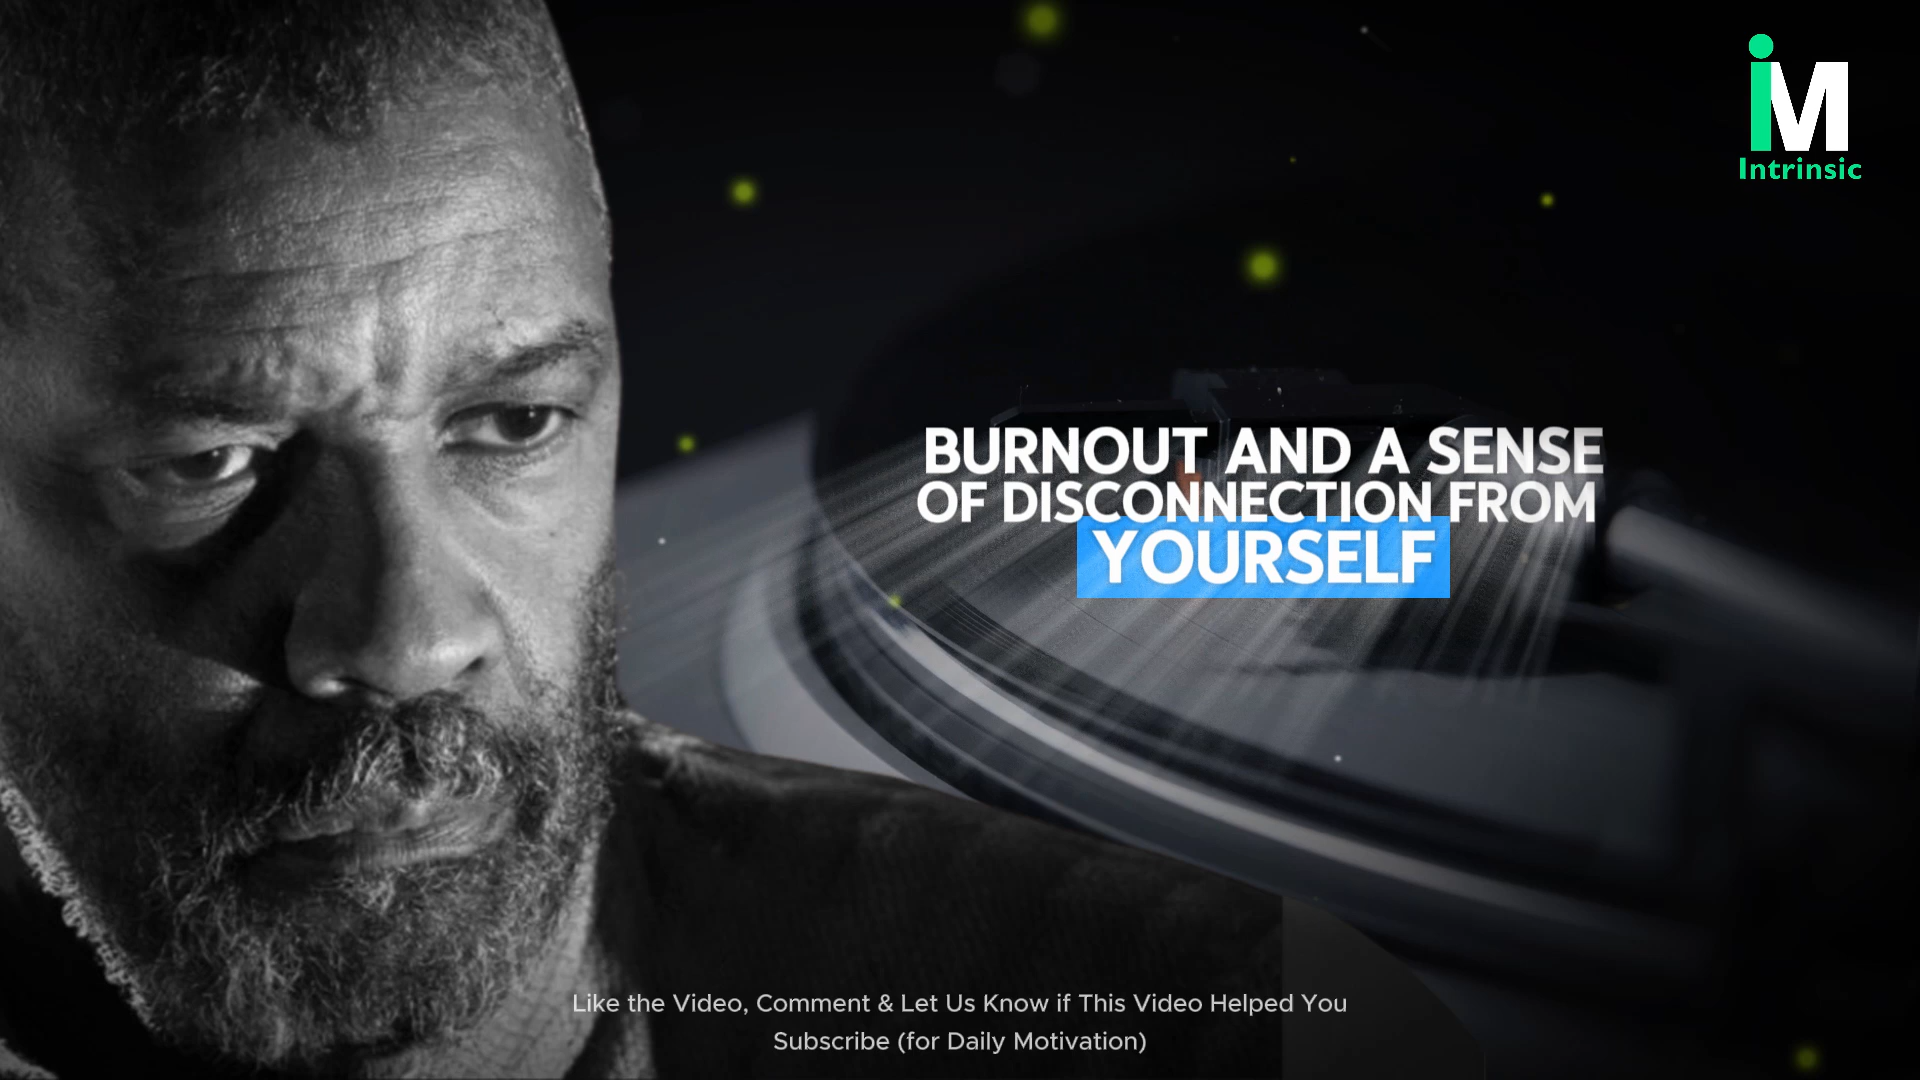 iM
Intrinsic
BURNOUT AND A SENSE
OF DISCONNECTION FROM
YOURSELF
Like the Video, Comment & Let Us Know if This Video Helped You
Subscribe (for Daily Motivation)